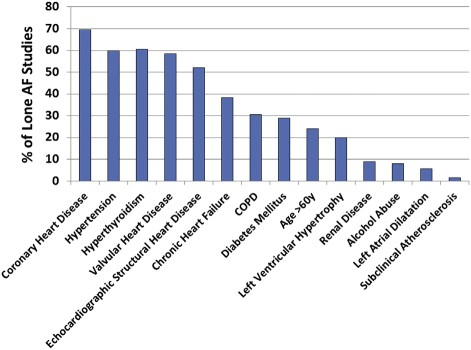 % of Lone AF Studies
80
70
60
50
40
30
20
10
0
Coronary Heart Disease
Hypertension
Hyperthyroidism
Valvular Heart Disease
Echocardiographic Structural Heart Disease
Chronic Heart Failure
COPD
Diabetes Mellitus
Age >60y
Left Ventricular Hypertrophy
Renal Disease
Alcohol Abuse
Left Atrial Dilatation
Subclinical Atherosclerosis